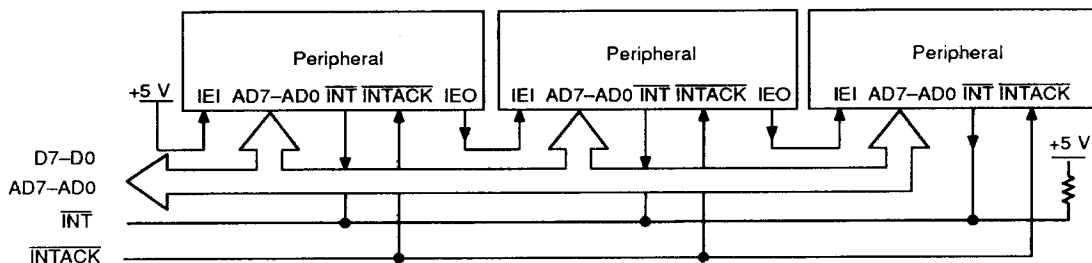 Peripheral
Peripheral
Peripheral
+5 V
IEI AD7–AD0 INT INTACK IEO
IEI AD7–AD0 INT INTACK IEO
IEI AD7–AD0 INT INTACK
+5 V
D7–D0
AD7–AD0
INT
INTACK